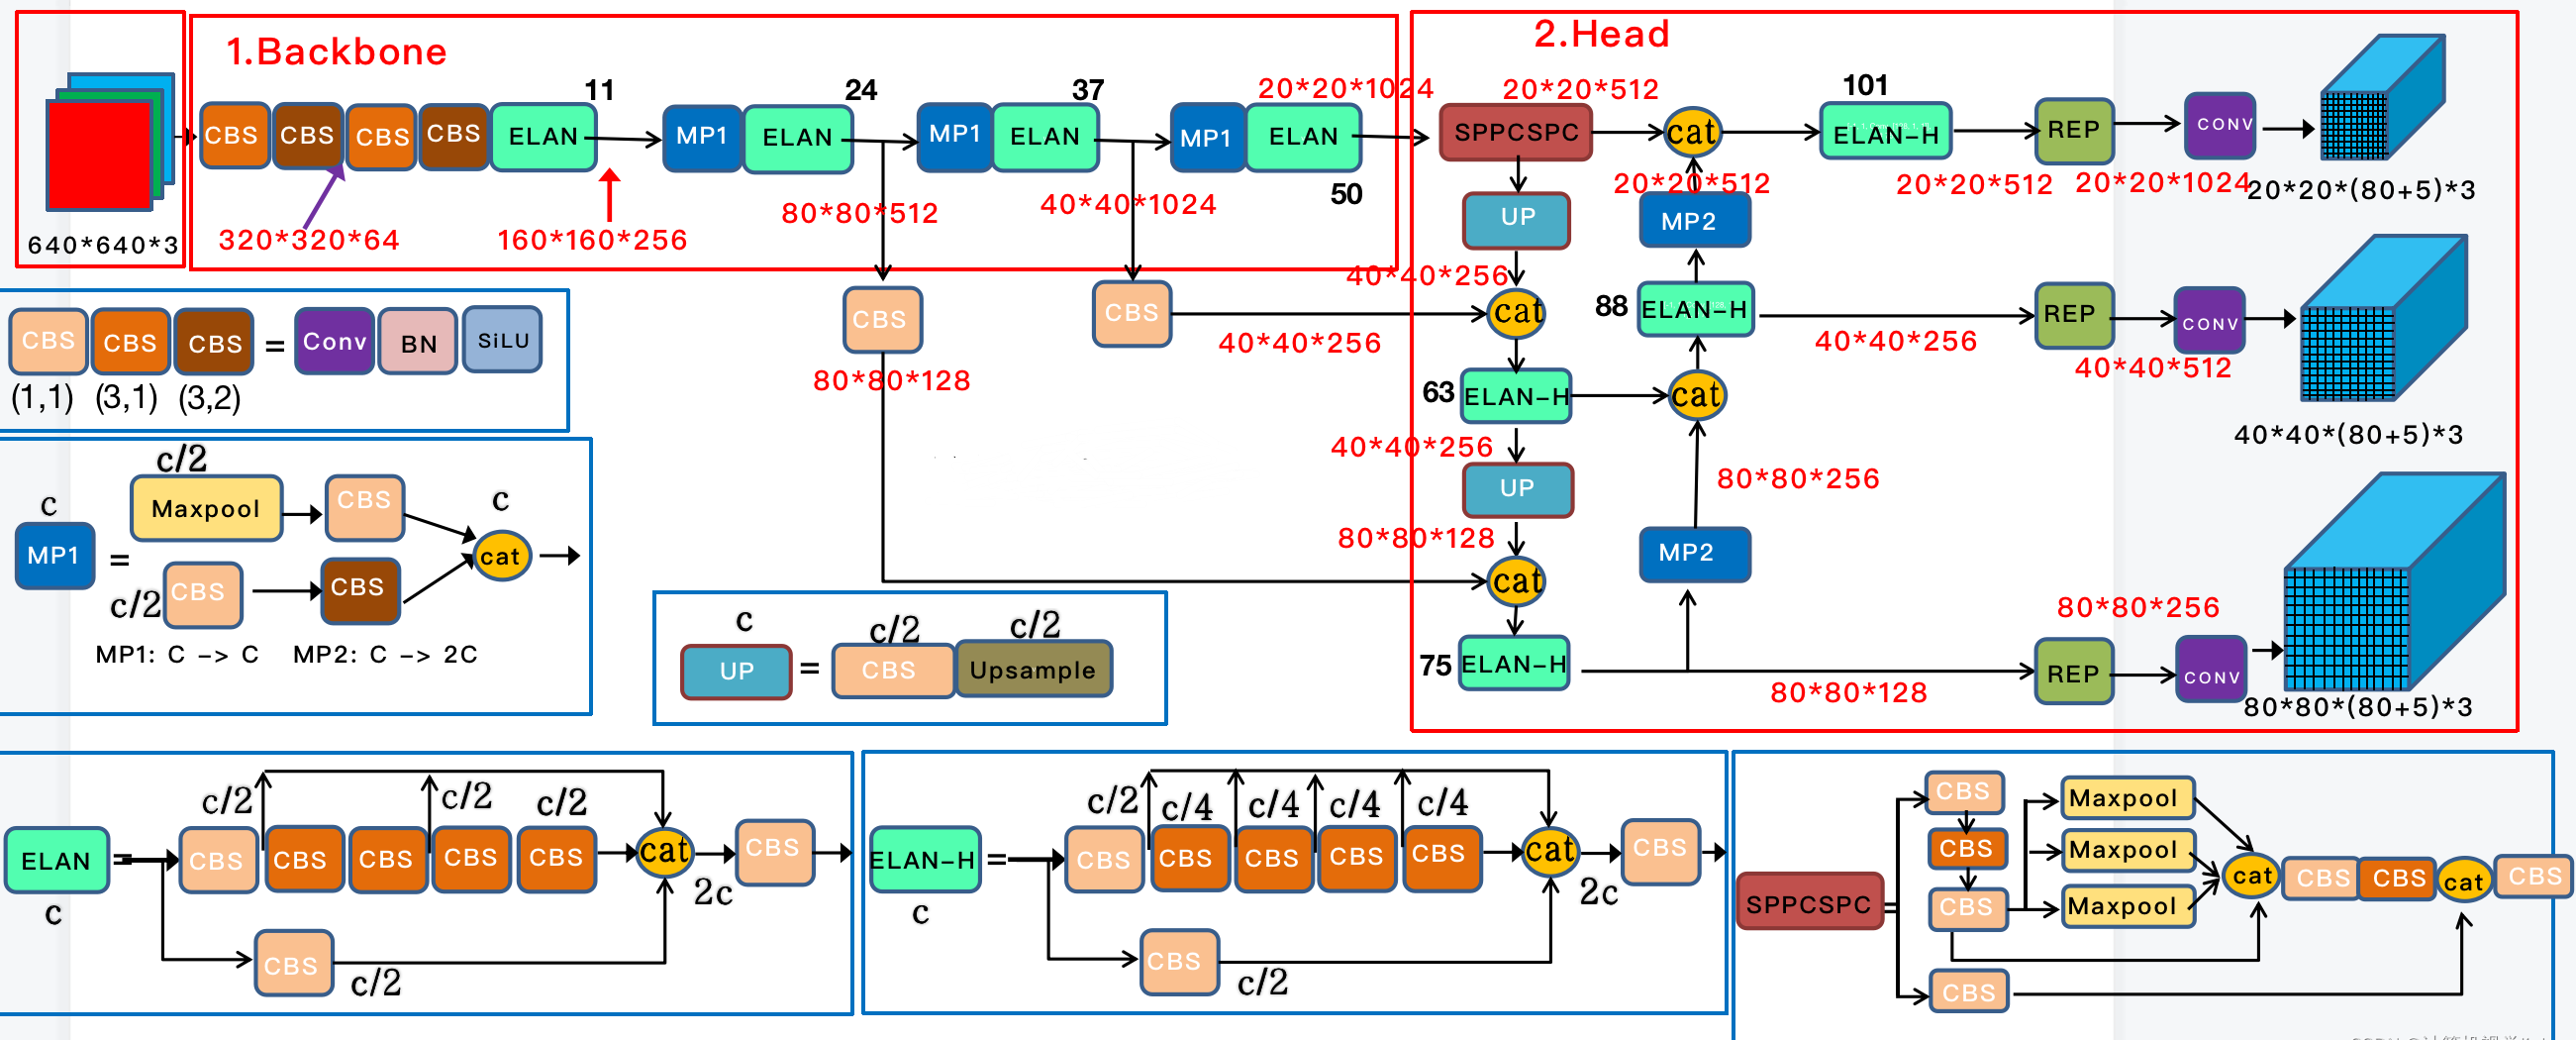 1.Backbone
2.Head
11
24
37
20*20*1024
20*20*512
101
CBS
CBS
CBS
CBS
ELAN
MP1
ELAN
MP1
ELAN
MP1
ELAN
SPPCSPC
cat
ELAN-H
REP
CONV
640*640*3
320*320*64
160*160*256
80*80*512
40*40*1024
50
20*20*512
20*20*512
20*20*1024
20*20*(80+5)*3
UP
MP2
40*40*256
CBS
CBS
cat
88
ELAN-H
REP
CONV
40*40*256
40*40*256
40*40*512
40*40*(80+5)*3
CBS
CBS
CBS
=
Conv
BN
SiLU
(1,1)
(3,1)
(3,2)
80*80*128
63
ELAN-H
cat
40*40*256
UP
80*80*256
80*80*128
MP2
cat
80*80*256
75
ELAN-H
REP
CONV
80*80*128
80*80*(80+5)*3
c/2
c
Maxpool
CBS
c
MP1
=
cat
c/2
CBS
CBS
MP1: C -> C
MP2: C -> 2C
c
c/2
c/2
UP
=
CBS
Upsample
c/2
c/2
c/2
ELAN
=
CBS
CBS
CBS
CBS
CBS
cat
CBS
c
2c
CBS
c/2
c/2
c/4
c/4
c/4
c/4
ELAN-H
=
CBS
CBS
CBS
CBS
CBS
cat
CBS
c
2c
CBS
c/2
CBS
Maxpool
CBS
Maxpool
SPPCSPC
=
CBS
Maxpool
cat
CBS
CBS
cat
CBS
CBS